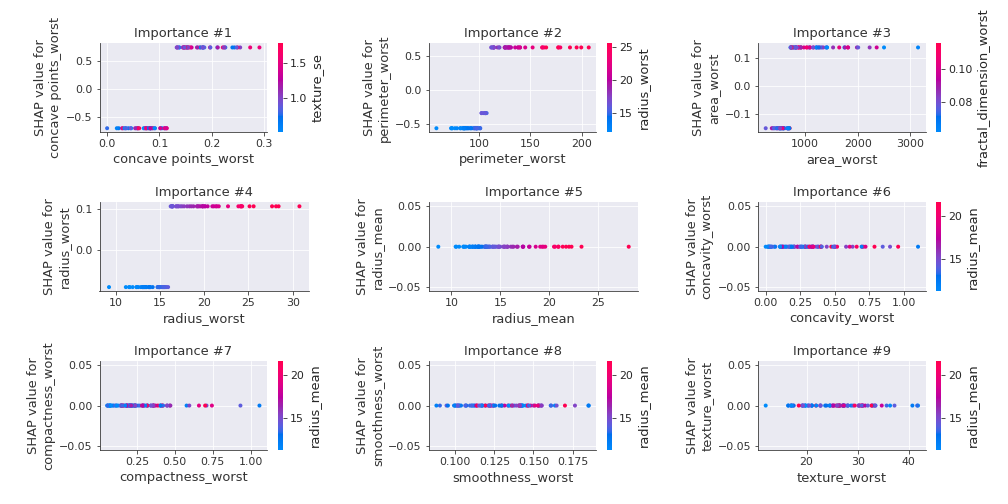 Importance #1
SHAP value for
concave points_worst
0.5
0.0
−0.5
0.0
0.1
0.2
0.3
concave points_worst
1.5
1.0
texture_se
Importance #2
SHAP value for
perimeter_worst
0.5
0.0
−0.5
100
150
200
perimeter_worst
25
20
15
radius_worst
Importance #3
SHAP value for
area_worst
0.1
0.0
−0.1
1000
2000
3000
area_worst
0.10
0.08
fractal_dimension_worst
Importance #4
SHAP value for
radius_worst
0.1
0.0
10
15
20
25
30
radius_worst
Importance #5
SHAP value for
radius_mean
0.05
0.00
−0.05
10
15
20
25
radius_mean
Importance #6
SHAP value for
concavity_worst
0.05
0.00
−0.05
0.00
0.25
0.50
0.75
1.00
concavity_worst
20
15
radius_mean
Importance #7
SHAP value for
compactness_worst
0.05
0.00
−0.05
0.25
0.50
0.75
1.00
compactness_worst
20
15
radius_mean
Importance #8
SHAP value for
smoothness_worst
0.05
0.00
−0.05
0.100
0.125
0.150
0.175
smoothness_worst
20
15
radius_mean
Importance #9
SHAP value for
texture_worst
0.05
0.00
−0.05
20
30
40
texture_worst
20
15
radius_mean